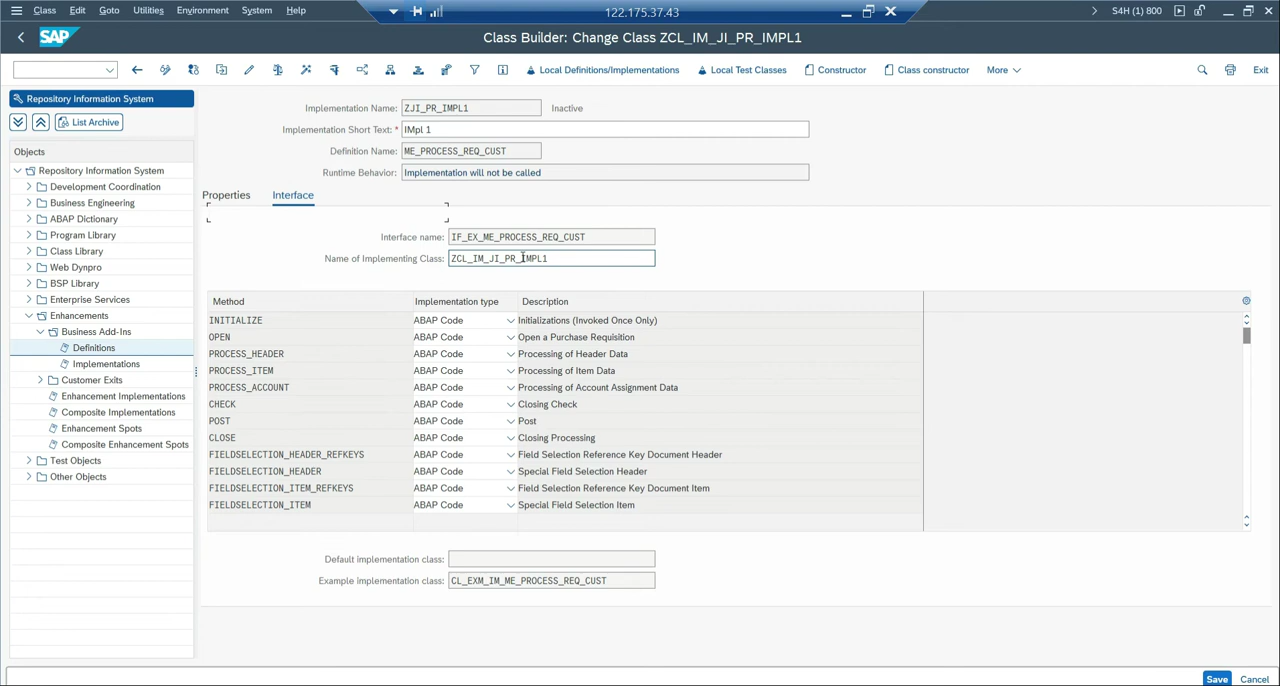 Class Edit Goto Utilities Environment System Help
122.175.37.43
S4H (1) 800
SAP
Class Builder: Change Class ZCL_IM_JI_PR_IMPL1
Local Definitions/Implementations Local Test Classes Constructor Class constructor More Exit
Repository Information System
List Archive
Objects
Repository Information System
Development Coordination
Business Engineering
ABAP Dictionary
Program Library
Class Library
Web Dynpro
BSP Library
Enterprise Services
Enhancements
Business Add-Ins
Definitions
Implementations
Customer Exits
Enhancement Implementations
Composite Implementations
Enhancement Spots
Composite Enhancement Spots
Test Objects
Other Objects
Implementation Name: ZJI_PR_IMPL1 Inactive
Implementation Short Text: * IMpl 1
Definition Name: ME_PROCESS_REQ_CUST
Runtime Behavior: Implementation will not be called
Properties Interface
Interface name: IF_EX_ME_PROCESS_REQ_CUST
Name of Implementing Class: ZCL_IM_JI_PR_IMPL1
Method Implementation type Description
INITIALIZE ABAP Code Initializations (Invoked Once Only)
OPEN ABAP Code Open a Purchase Requisition
PROCESS_HEADER ABAP Code Processing of Header Data
PROCESS_ITEM ABAP Code Processing of Item Data
PROCESS_ACCOUNT ABAP Code Processing of Account Assignment Data
CHECK ABAP Code Closing Check
POST ABAP Code Post
CLOSE ABAP Code Closing Processing
FIELDSELECTION_HEADER_REFKEYS ABAP Code Field Selection Reference Key Document Header
FIELDSELECTION_HEADER ABAP Code Special Field Selection Header
FIELDSELECTION_ITEM_REFKEYS ABAP Code Field Selection Reference Key Document Item
FIELDSELECTION_ITEM ABAP Code Special Field Selection Item
Default implementation class:
Example implementation class: CL_EXM_IM_ME_PROCESS_REQ_CUST
Save Cancel